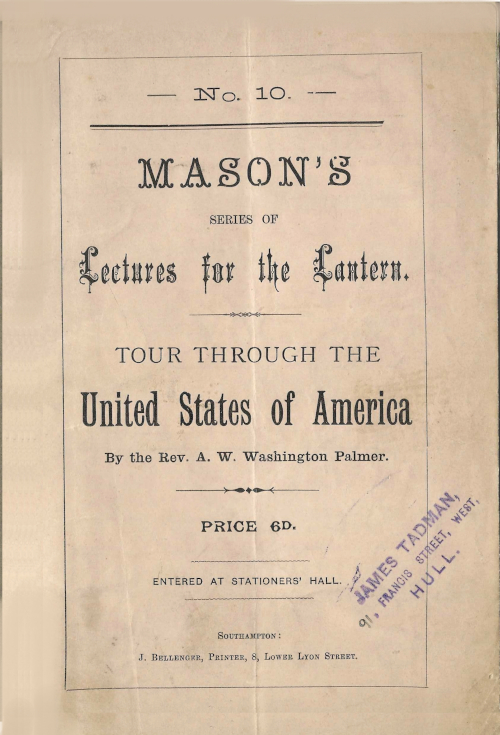 — No. 10. —
MASON'S
SERIES OF
Lectures for the Lantern.
TOUR THROUGH THE
United States of America
By the Rev. A. W. Washington Palmer.
PRICE 6D.
ENTERED AT STATIONERS' HALL.
SOUTHAMPTON:
J. BELLENGER, PRINTER, 8, LOWER LYON STREET.
JAMES TADMAN,
91, FRANCIS STREET, WEST,
HULL.